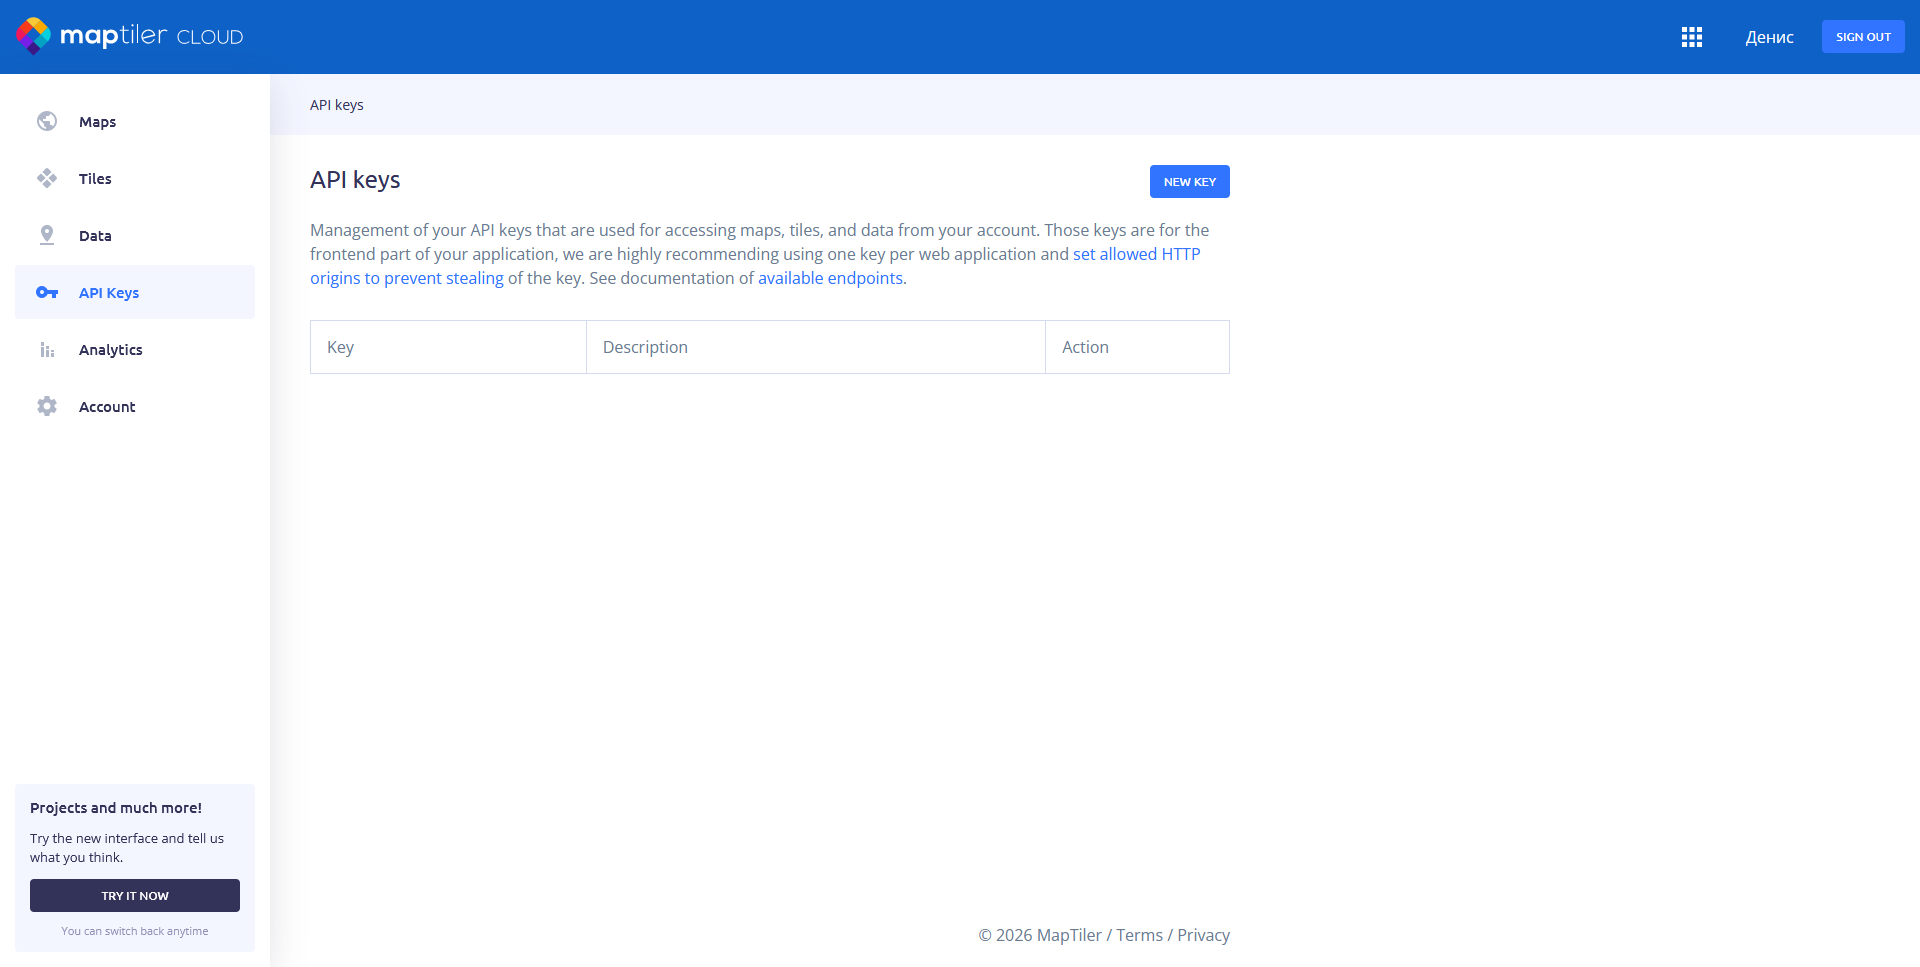 maptiler CLOUD
Денис
SIGN OUT
Maps
Tiles
Data
API Keys
Analytics
Account
Projects and much more!
Try the new interface and tell us
what you think.
TRY IT NOW
You can switch back anytime
API keys
API keys
NEW KEY
Management of your API keys that are used for accessing maps, tiles, and data from your account. Those keys are for the
frontend part of your application, we are highly recommending using one key per web application and set allowed HTTP
origins to prevent stealing of the key. See documentation of available endpoints.
Key
Description
Action
© 2026 MapTiler / Terms / Privacy